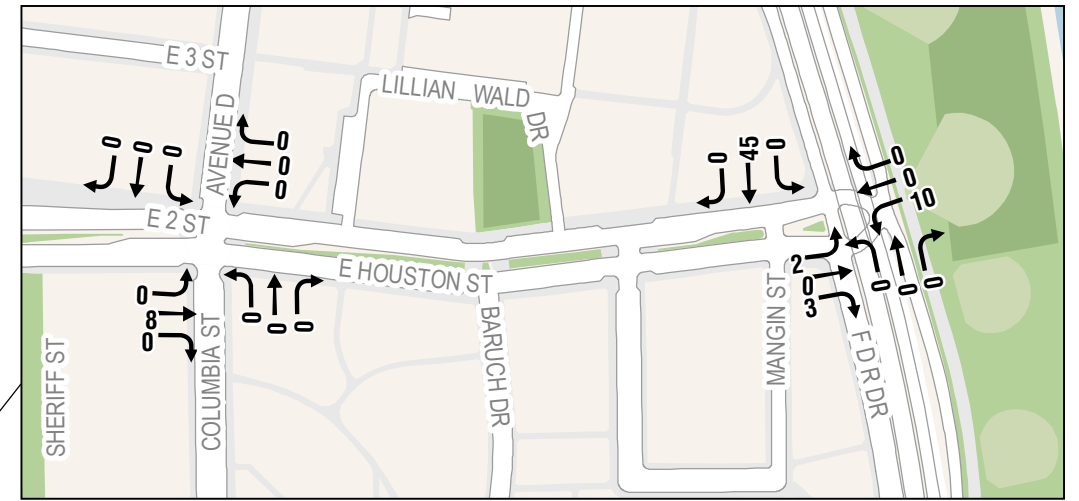 E 3 ST
LILLIAN WALD DR
AVENUE D
0 0 0
0
0
0
0 45 0
0
0
10
E 2 ST
E HOUSTON ST
0
8
0
0 0 0
2
0
3
0 0 0
SHERIFF ST
COLUMBIA ST
BARUCH DR
MANGIN ST
F D R DR